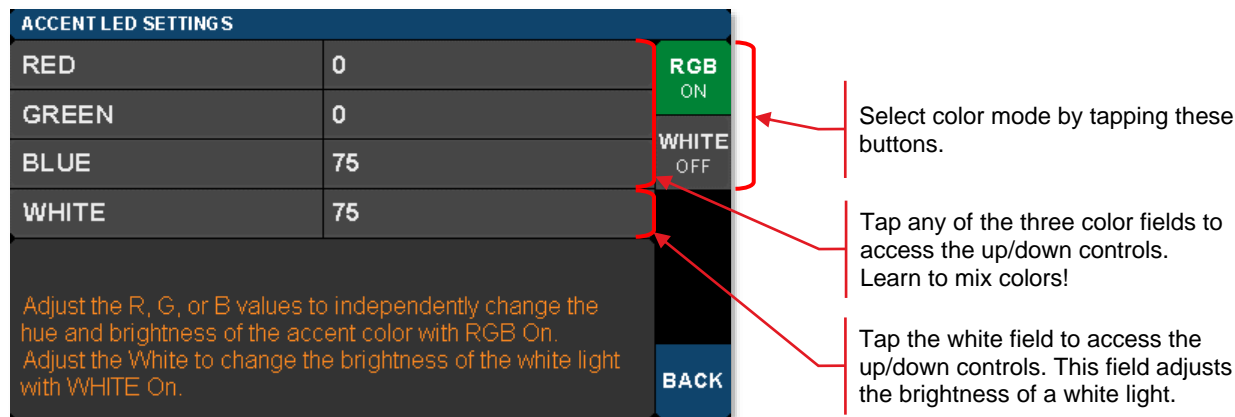 ACCENT LED SETTINGS
RED 0
GREEN 0
BLUE 75
WHITE 75
RGB
ON
WHITE
OFF
Adjust the R, G, or B values to independently change the
hue and brightness of the accent color with RGB On.
Adjust the White to change the brightness of the white light
with WHITE On.
BACK
Select color mode by tapping these
buttons.
Tap any of the three color fields to
access the up/down controls.
Learn to mix colors!
Tap the white field to access the
up/down controls. This field adjusts
the brightness of a white light.